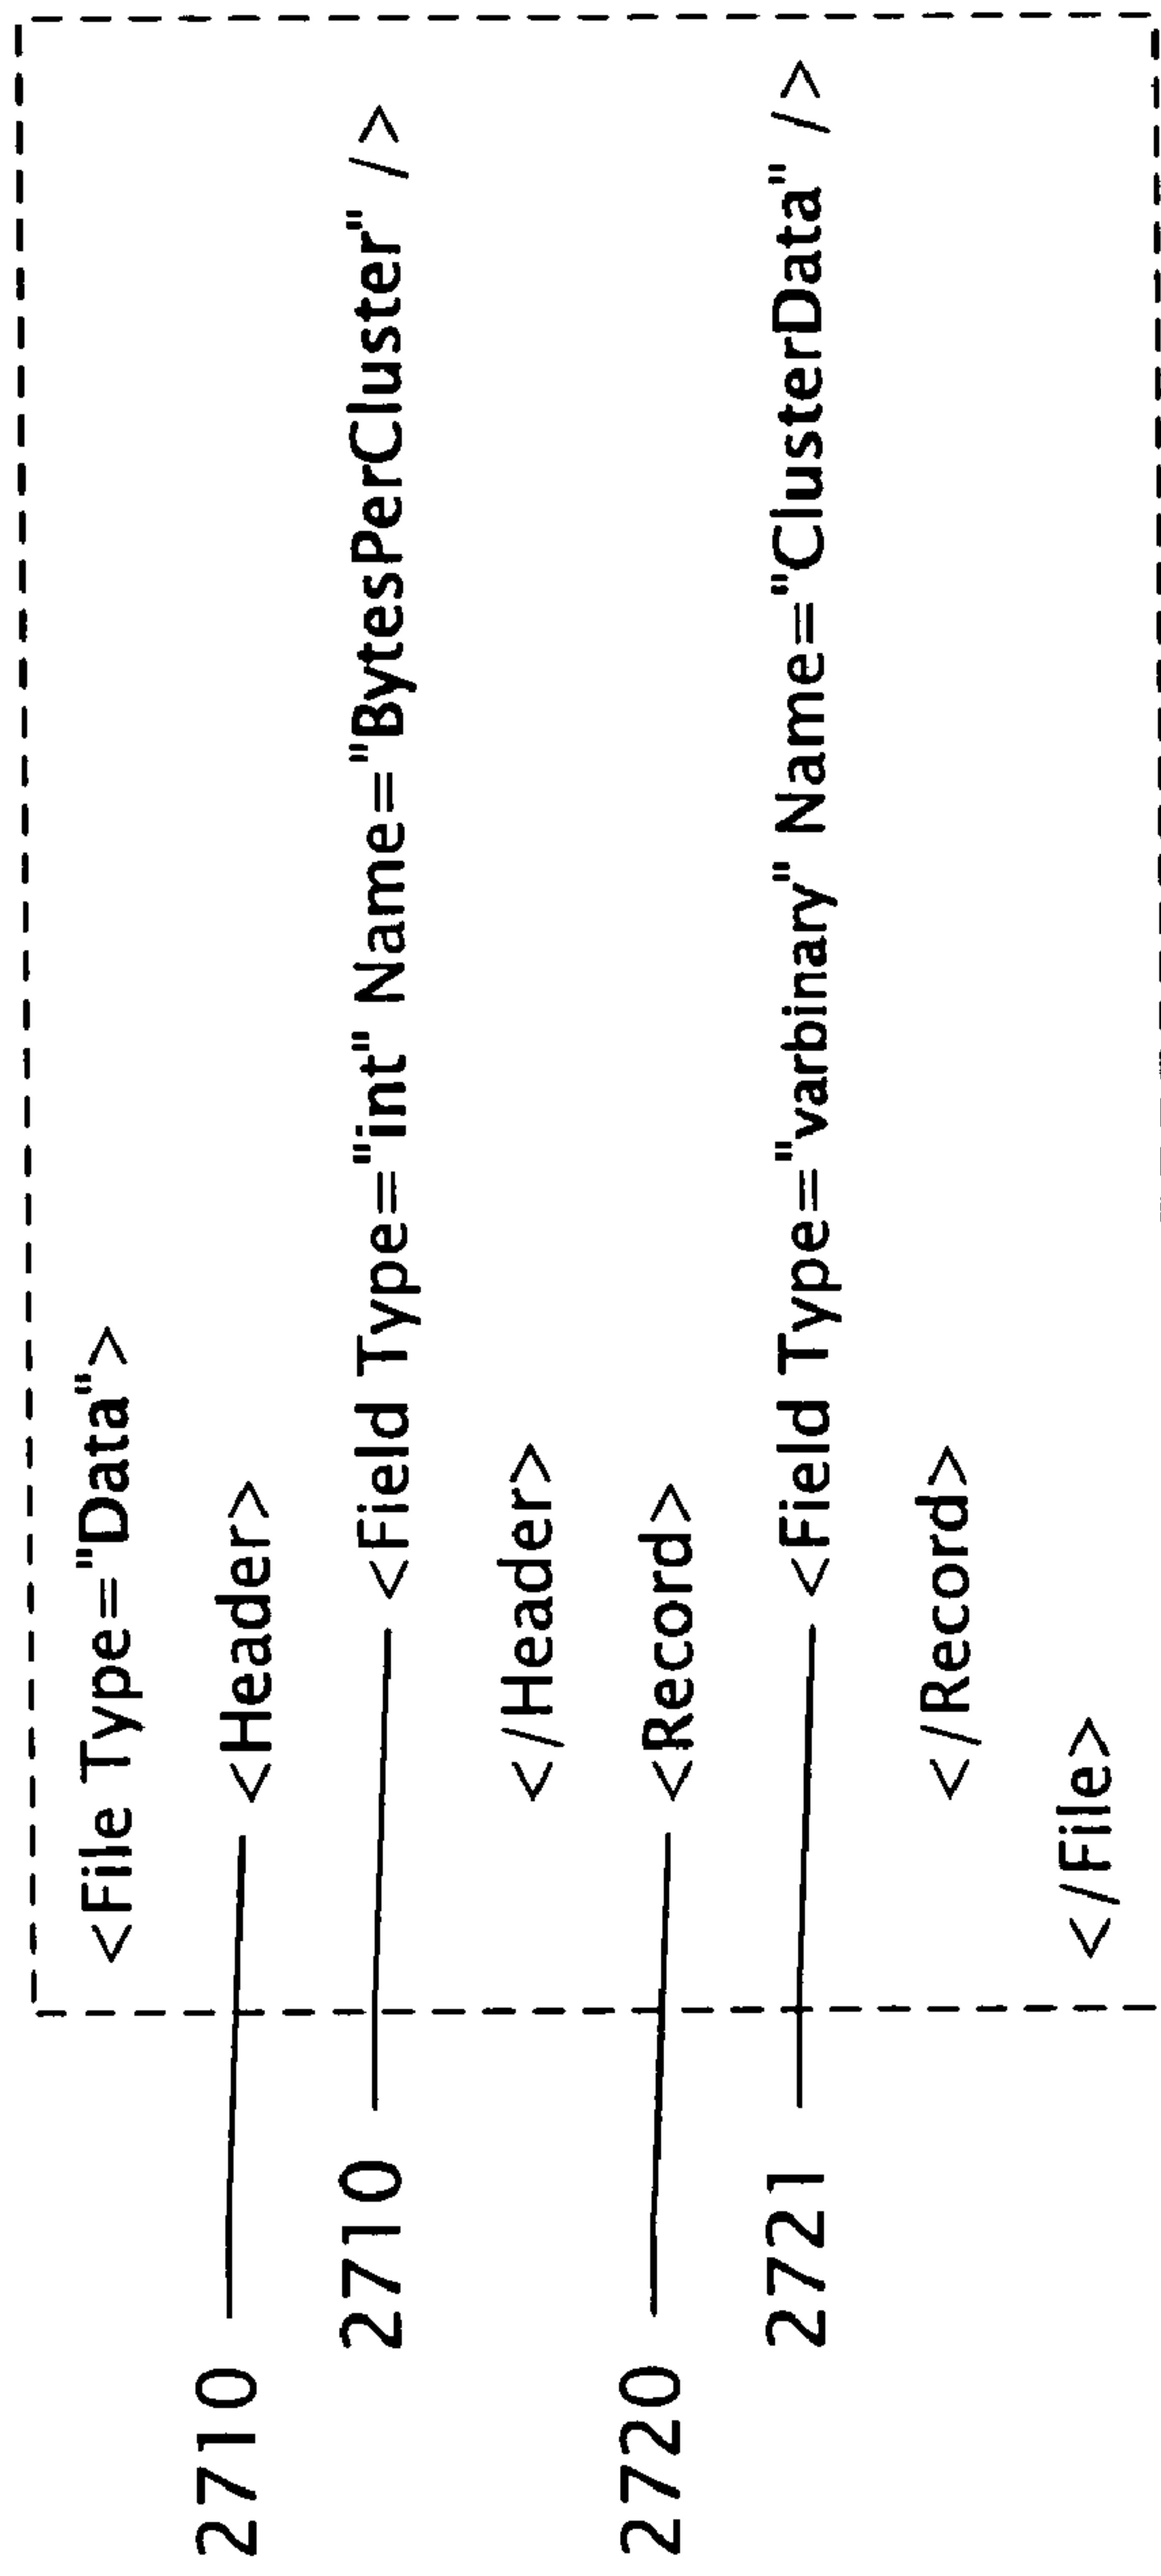 <File Type="Data">
2710 <Header>
2710 <Field Type="int" Name="BytesPerCluster" />
</Header>
2720 <Record>
2721 <Field Type="varbinary" Name="ClusterData" />
</Record>
</File>